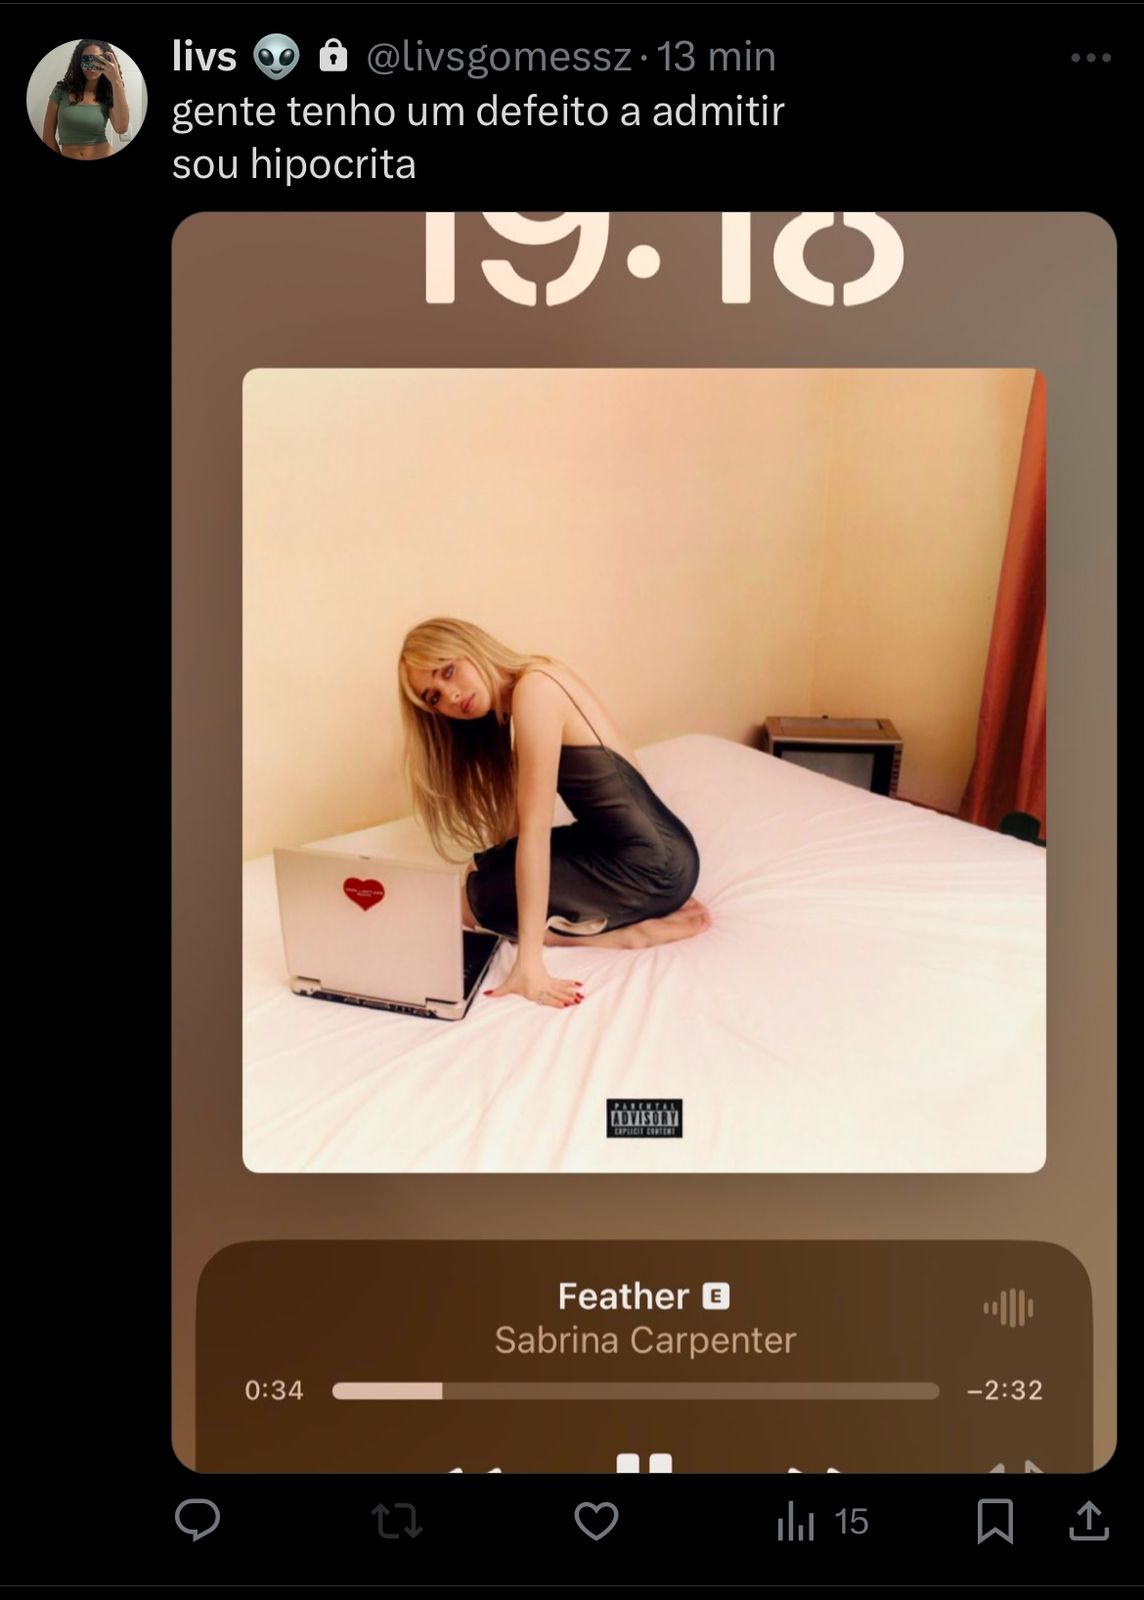 livs 👽 🔒 @livsgomessz · 13 min
gente tenho um defeito a admitir
sou hipocrita
19:18
PARENTAL
ADVISORY
EXPLICIT CONTENT
Feather E
Sabrina Carpenter
0:34
−2:32
15